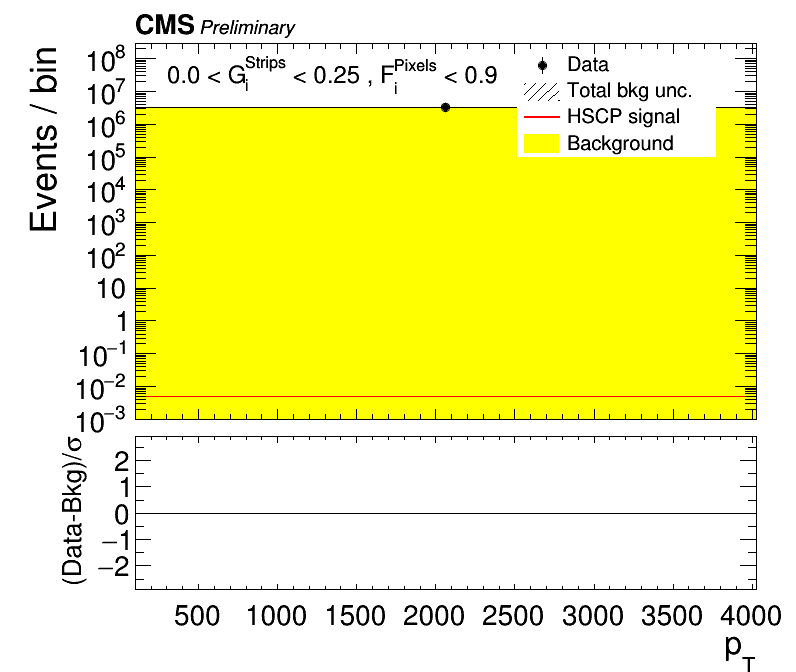 CMS Preliminary
Events / bin
10^8
10^7
10^6
10^5
10^4
10^3
10^2
10
1
10^−1
10^−2
10^−3
0.0 < G_i^Strips < 0.25 , F_i^Pixels < 0.9
Data
Total bkg unc.
HSCP signal
Background
(Data-Bkg)/σ
2
1
0
−1
−2
500 1000 1500 2000 2500 3000 3500 4000
p_T